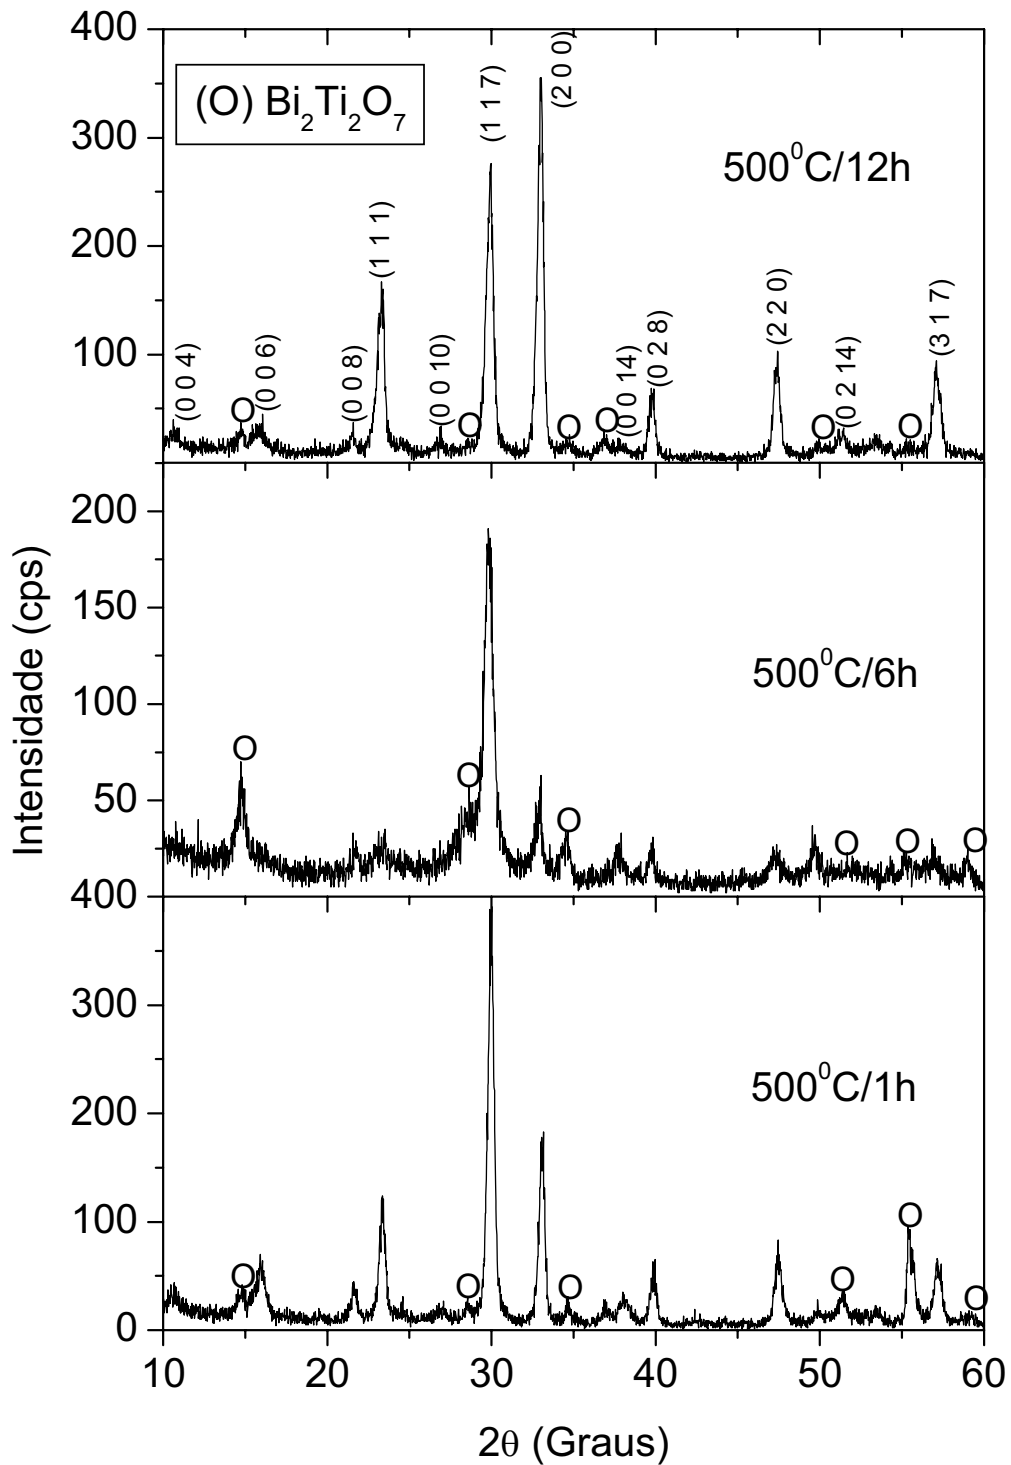 400
300
200
100
(O) Bi₂Ti₂O₇
500⁰C/12h
(0 0 4)
O
(0 0 6)
(0 0 8)
(1 1 1)
(0 0 10)
O
(1 1 7)
(2 0 0)
O
O
(0 0 14)
(0 2 8)
(2 2 0)
O
(0 2 14)
O
(3 1 7)
Intensidade (cps)
200
150
100
50
400
500⁰C/6h
O
O
O
O
O
O
400
300
200
100
0
500⁰C/1h
O
O
O
O
O
O
10 20 30 40 50 60
2θ (Graus)